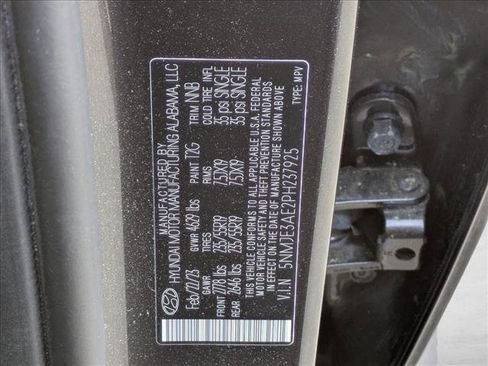 MANUFACTURED BY
HYUNDAI MOTOR MANUFACTURING ALABAMA, LLC
Feb/22/23 GVWR 4629 lbs PAINT T2G TRIM NNB
GAWR TIRES RIMS COLD TIRE INFL
FRONT 2778 lbs 235/55R19 7.5JX19 35 psi SINGLE
REAR 2646 lbs 235/55R19 7.5JX19 35 psi SINGLE
THIS VEHICLE CONFORMS TO ALL APPLICABLE U.S.A. FEDERAL
MOTOR VEHICLE SAFETY, THEFT AND BUMPER PREVENTION STANDARDS
IN EFFECT ON THE DATE OF MANUFACTURE SHOWN ABOVE
V.I.N 5NMJE3AE2PH237925 TYPE: MPV